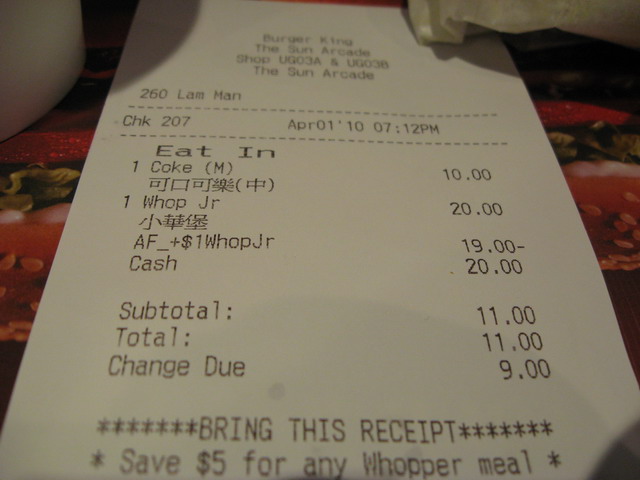 Burger King
The Sun Arcade
Shop UG03A & UG03B
The Sun Arcade
260 Lam Man
Chk 207 Apr01'10 07:12PM
Eat In
1 Coke (M) 10.00
可口可樂(中)
1 Whop Jr 20.00
小華堡
AF_+$1WhopJr 19.00-
Cash 20.00
Subtotal: 11.00
Total: 11.00
Change Due 9.00
*******BRING THIS RECEIPT*******
* Save $5 for any Whopper meal *